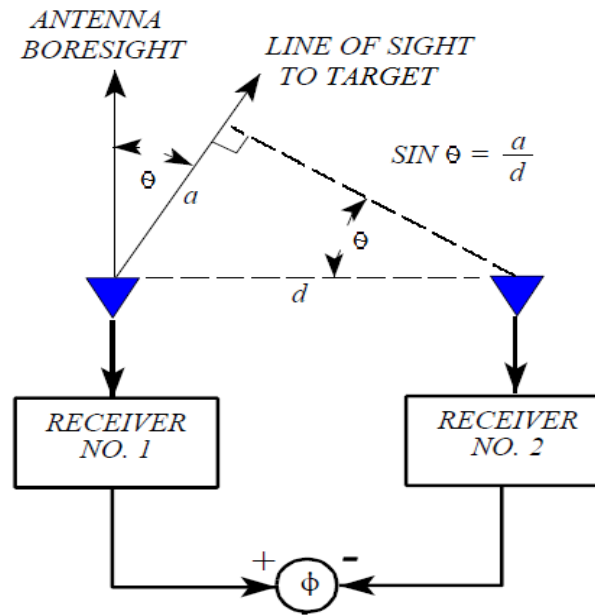 ANTENNA
BORESIGHT
LINE OF SIGHT
TO TARGET
SIN Θ = a/d
Θ
a
Θ
d
RECEIVER
NO. 1
RECEIVER
NO. 2
+
-
ϕ